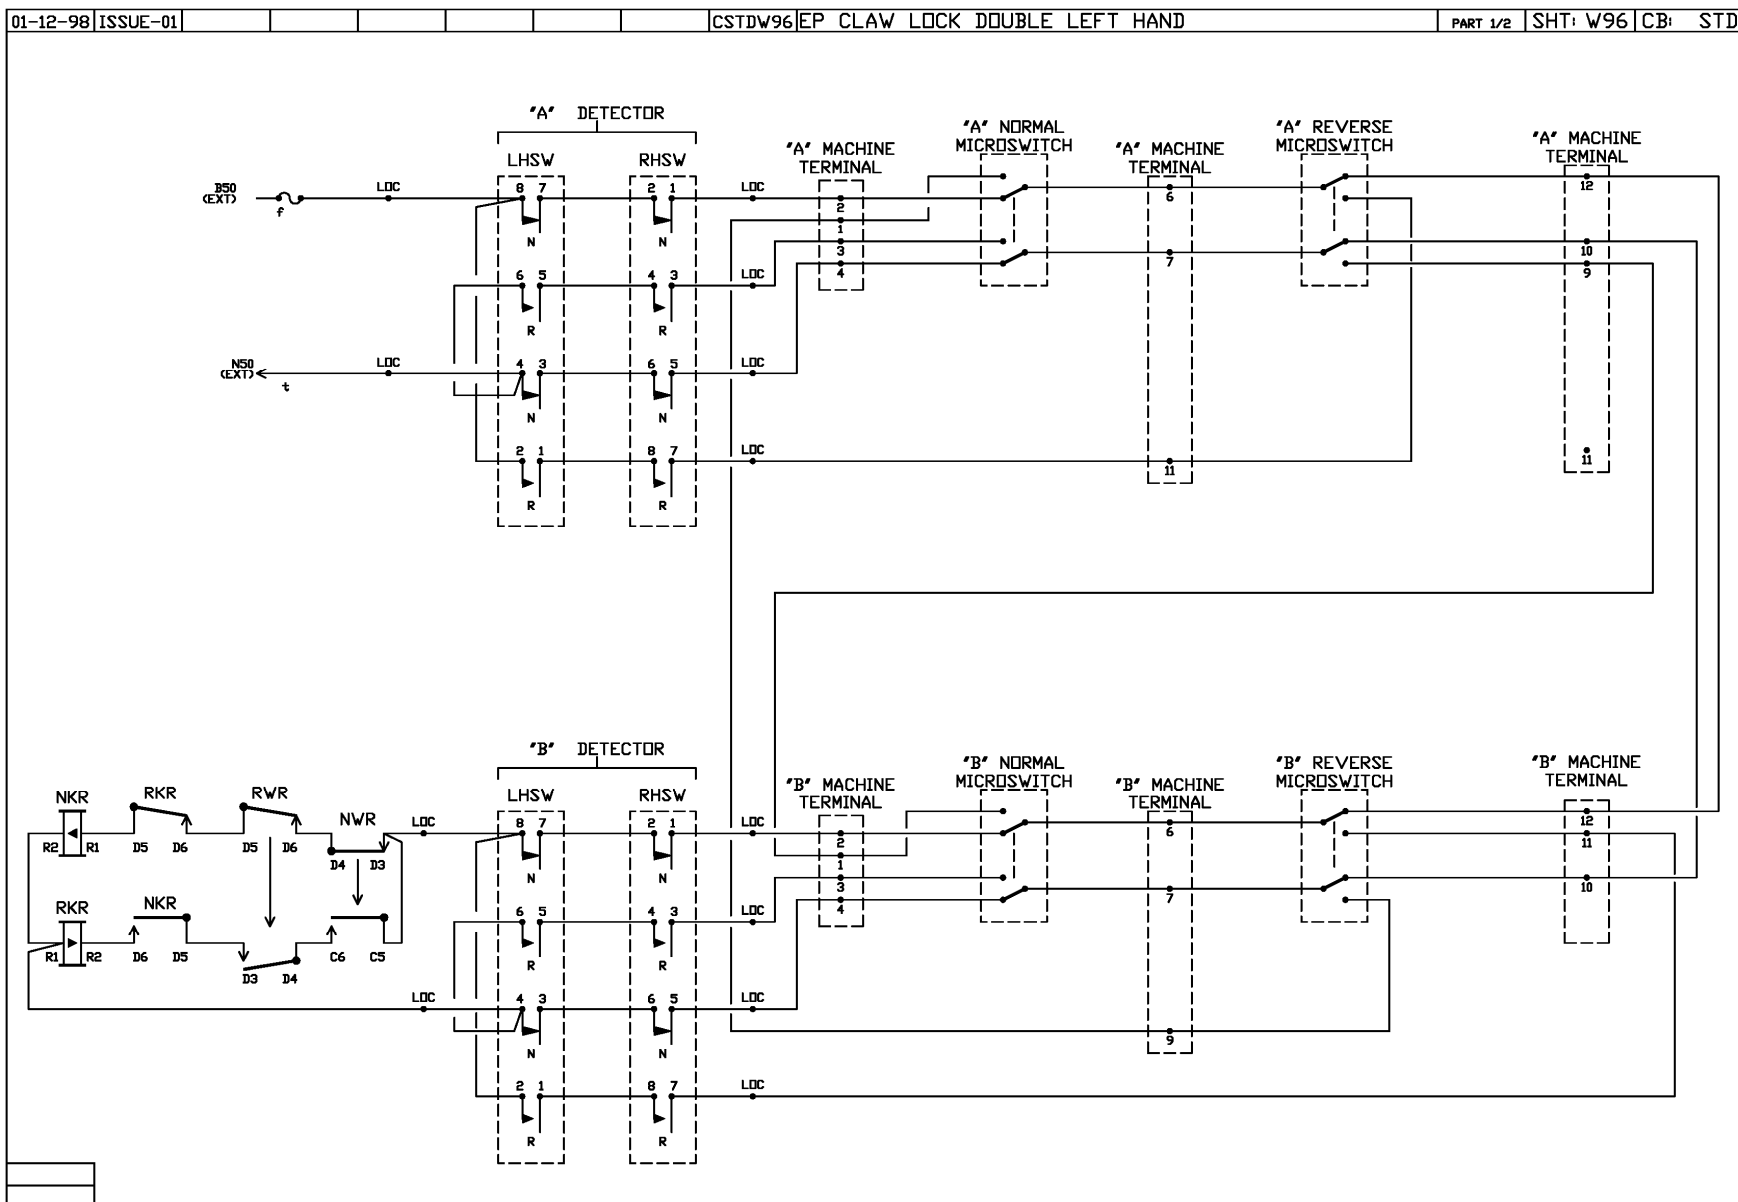 01-12-98 ISSUE-01 CSTDW96 EP CLAW LOCK DOUBLE LEFT HAND PART 1/2 SHT: W96 CB: STD
"A" DETECTOR
LHSW RHSW
"A" MACHINE
TERMINAL
"A" NORMAL
MICROSWITCH
"A" MACHINE
TERMINAL
"A" REVERSE
MICROSWITCH
"A" MACHINE
TERMINAL
B50
(EXT)
f
LOC
8 7
N
2 1
N
LOC
2
1
3
4
6
7
11
12
10
9
11
6 5
R
4 3
R
LOC
N50
(EXT)
t
LOC
4 3
N
6 5
N
LOC
2 1
R
8 7
R
LOC
"B" DETECTOR
LHSW RHSW
"B" MACHINE
TERMINAL
"B" NORMAL
MICROSWITCH
"B" MACHINE
TERMINAL
"B" REVERSE
MICROSWITCH
"B" MACHINE
TERMINAL
NKR
R2 R1
RKR
D5 D6
RWR
D5 D6
NWR
D4 D3
LOC
8 7
N
2 1
N
LOC
2
1
3
4
6
7
9
12
11
10
RKR
R1 R2
NKR
D6 D5
D3 D4
C6 C5
6 5
R
4 3
R
LOC
LOC
4 3
N
6 5
N
LOC
2 1
R
8 7
R
LOC